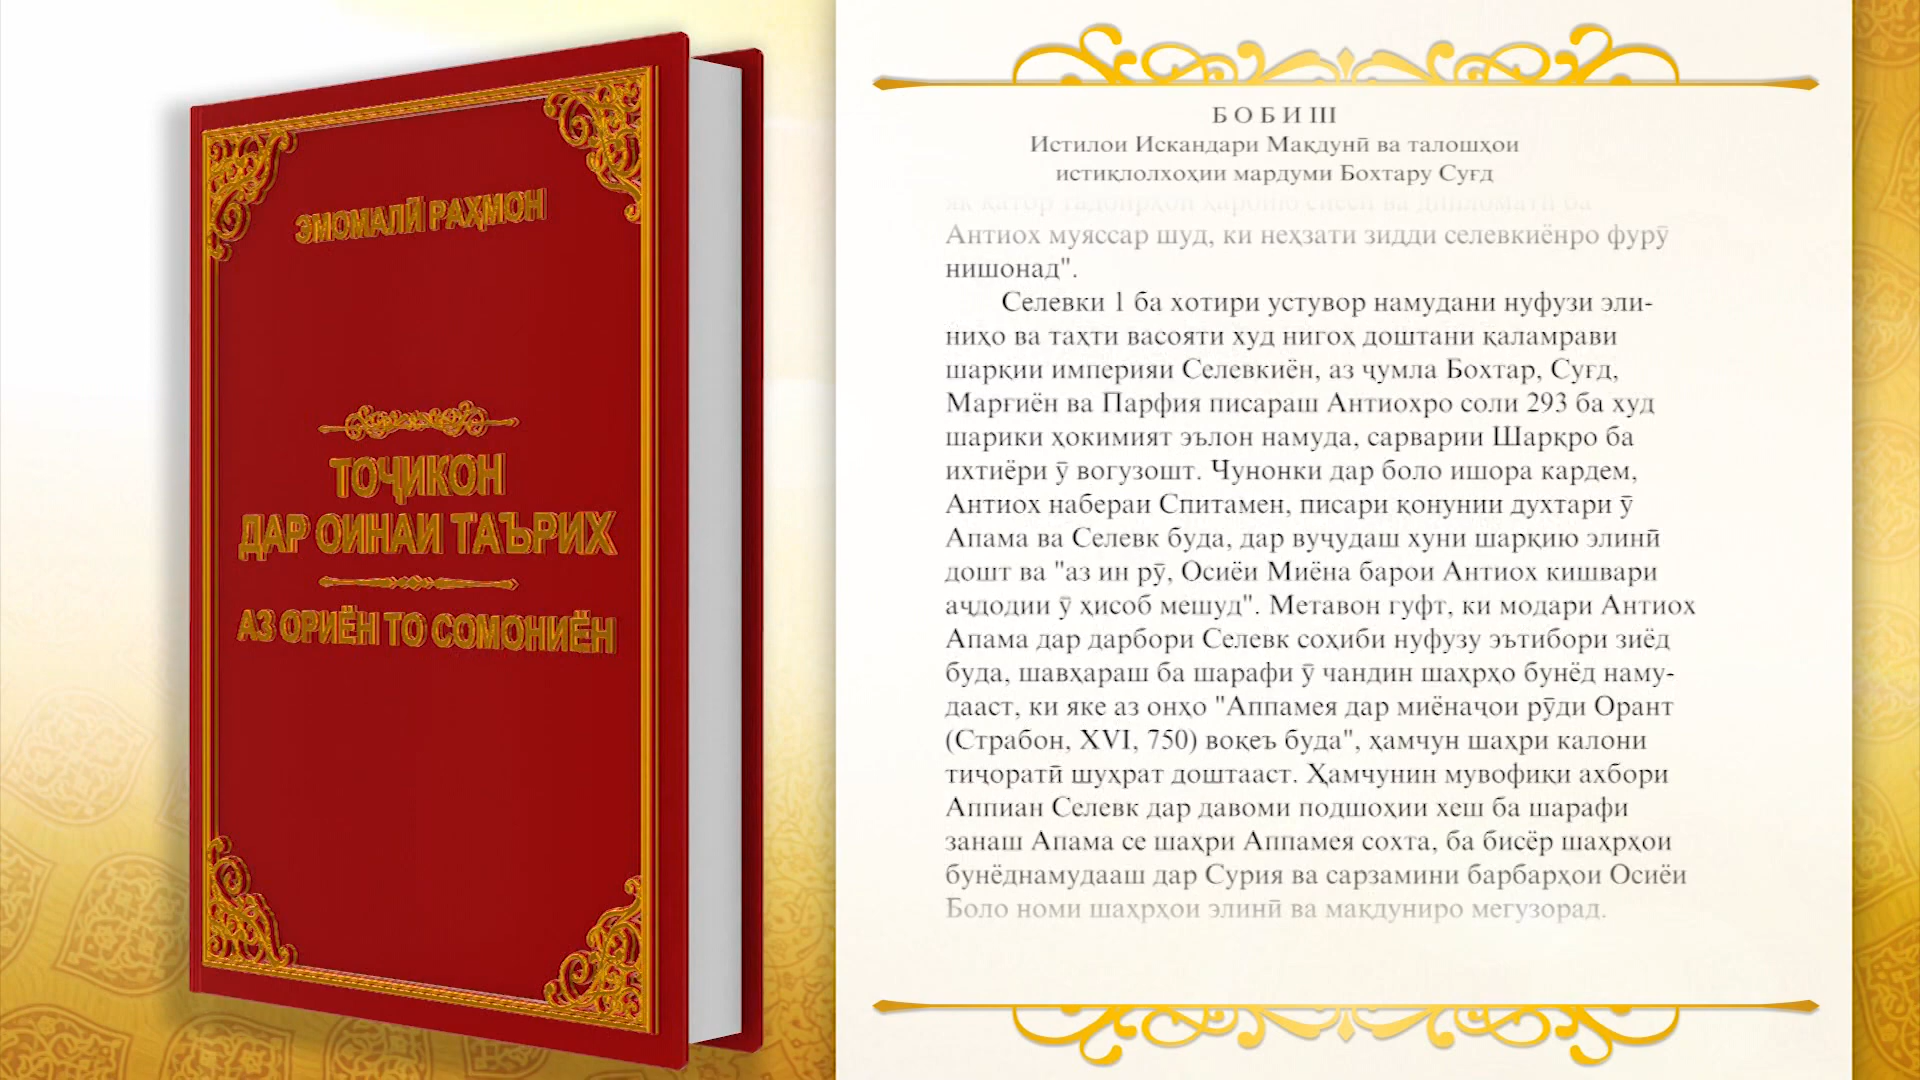 ЭМОМАЛӢ РАҲМОН
ТОҶИКОН
ДАР ОИНАИ ТАЪРИХ
АЗ ОРИЁН ТО СОМОНИЁН
БОБИ III
Истилои Искандари Мақдунӣ ва талошҳои
истиқлолхоҳии мардуми Бохтару Суғд
як қатор тадбирҳои ҳарбию сиёсӣ ва дипломатӣ ба
Антиох муяссар шуд, ки неҳзати зидди селевкиёнро фурӯ
нишонад".
Селевки 1 ба хотири устувор намудани нуфузи эли-
ниҳо ва таҳти васояти худ нигоҳ доштани қаламрави
шарқии империяи Селевкиён, аз ҷумла Бохтар, Суғд,
Марғиён ва Парфия писараш Антиохро соли 293 ба худ
шарики ҳокимият эълон намуда, сарварии Шарқро ба
ихтиёри ӯ вогузошт. Чунонки дар боло ишора кардем,
Антиох набераи Спитамен, писари қонунии духтари ӯ
Апама ва Селевк буда, дар вуҷудаш хуни шарқию элинӣ
дошт ва "аз ин рӯ, Осиёи Миёна барои Антиох кишвари
аҷдодии ӯ ҳисоб мешуд". Метавон гуфт, ки модари Антиох
Апама дар дарбори Селевк соҳиби нуфузу эътибори зиёд
буда, шавҳараш ба шарафи ӯ чандин шаҳрҳо бунёд наму-
дааст, ки яке аз онҳо "Аппамея дар миёнаҷои рӯди Орант
(Страбон, XVI, 750) воқеъ буда", ҳамчун шаҳри калони
тиҷоратӣ шуҳрат доштааст. Ҳамчунин мувофиқи ахбори
Аппиан Селевк дар давоми подшоҳии хеш ба шарафи
занаш Апама се шаҳри Аппамея сохта, ба бисёр шаҳрҳои
бунёднамудааш дар Сурия ва сарзамини барбарҳои Осиёи
Боло номи шаҳрҳои элинӣ ва мақдуниро мегузорад.